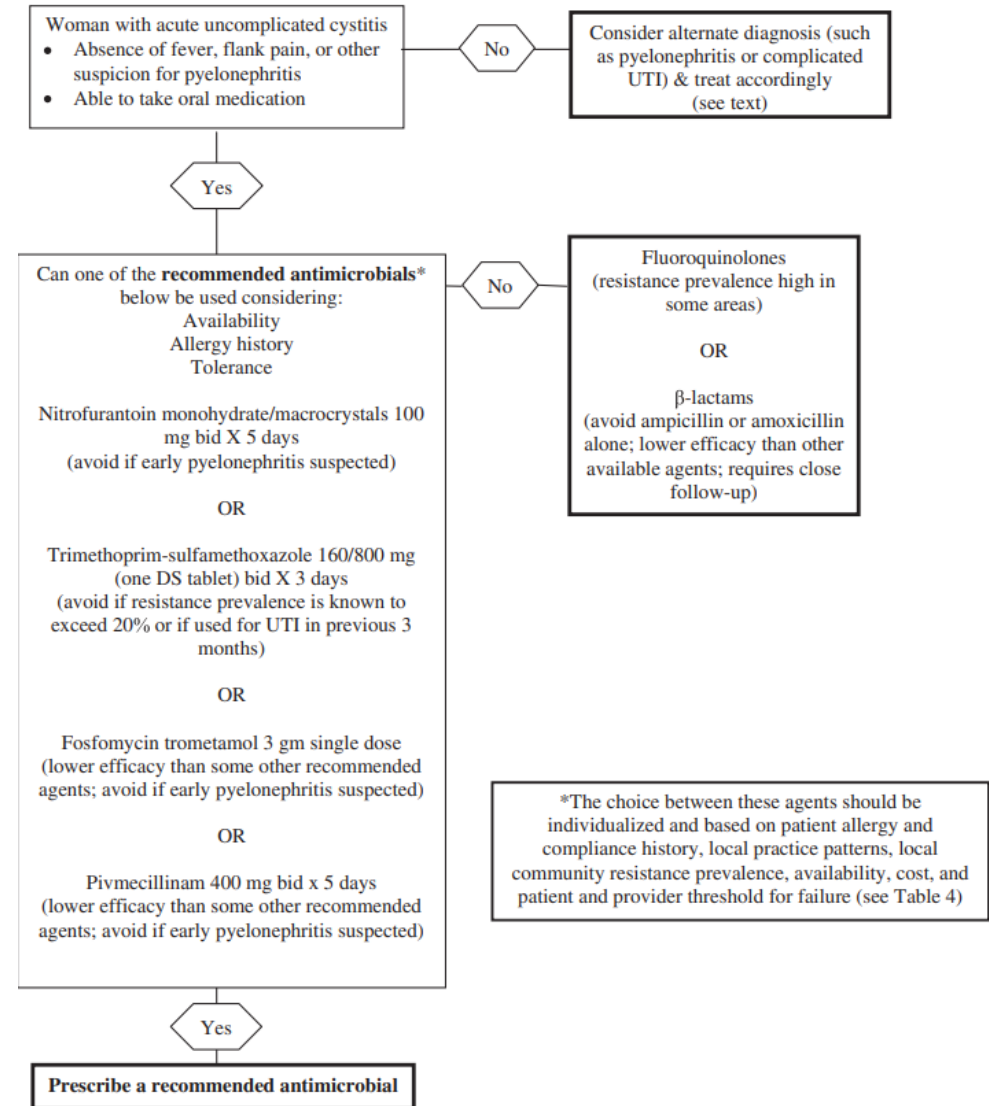 Woman with acute uncomplicated cystitis
• Absence of fever, flank pain, or other
suspicion for pyelonephritis
• Able to take oral medication
No
Consider alternate diagnosis (such
as pyelonephritis or complicated
UTI) & treat accordingly
(see text)
Yes
Can one of the recommended antimicrobials*
below be used considering:
Availability
Allergy history
Tolerance
Nitrofurantoin monohydrate/macrocrystals 100
mg bid X 5 days
(avoid if early pyelonephritis suspected)
OR
Trimethoprim-sulfamethoxazole 160/800 mg
(one DS tablet) bid X 3 days
(avoid if resistance prevalence is known to
exceed 20% or if used for UTI in previous 3
months)
OR
Fosfomycin trometamol 3 gm single dose
(lower efficacy than some other recommended
agents; avoid if early pyelonephritis suspected)
OR
Pivmecillinam 400 mg bid x 5 days
(lower efficacy than some other recommended
agents; avoid if early pyelonephritis suspected)
No
Fluoroquinolones
(resistance prevalence high in
some areas)
OR
β-lactams
(avoid ampicillin or amoxicillin
alone; lower efficacy than other
available agents; requires close
follow-up)
*The choice between these agents should be
individualized and based on patient allergy and
compliance history, local practice patterns, local
community resistance prevalence, availability, cost, and
patient and provider threshold for failure (see Table 4)
Yes
Prescribe a recommended antimicrobial